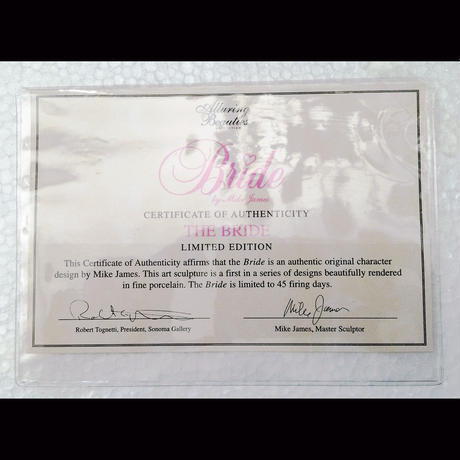 Alluring
Beauties
Bride
by Mike James
CERTIFICATE OF AUTHENTICITY
THE BRIDE
LIMITED EDITION
This Certificate of Authenticity affirms that the Bride is an authentic original character
design by Mike James. This art sculpture is a first in a series of designs beautifully rendered
in fine porcelain. The Bride is limited to 45 firing days.
Mike James
Robert Tognetti, President, Sonoma Gallery
Mike James, Master Sculptor